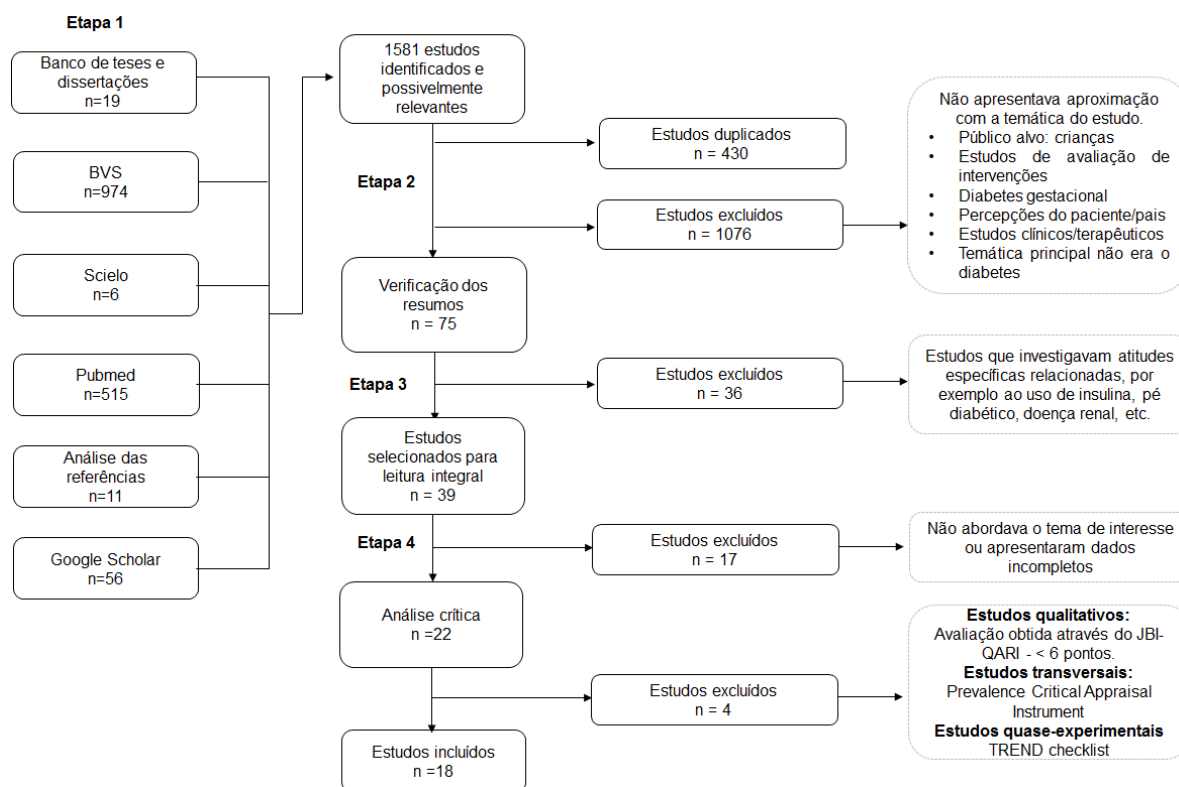 Etapa 1
Banco de teses e
dissertações
n=19
BVS
n=974
Scielo
n=6
Pubmed
n=515
Análise das
referências
n=11
Google Scholar
n=56
1581 estudos
identificados e
possivelmente
relevantes
Etapa 2
Estudos duplicados
n = 430
Estudos excluídos
n = 1076
Não apresentava aproximação
com a temática do estudo.
• Público alvo: crianças
• Estudos de avaliação de
intervenções
• Diabetes gestacional
• Percepções do paciente/pais
• Estudos clínicos/terapêuticos
• Temática principal não era o
diabetes
Verificação dos
resumos
n = 75
Etapa 3
Estudos excluídos
n = 36
Estudos que investigavam atitudes
específicas relacionadas, por
exemplo ao uso de insulina, pé
diabético, doença renal, etc.
Estudos
selecionados para
leitura integral
n = 39
Etapa 4
Estudos excluídos
n = 17
Não abordava o tema de interesse
ou apresentaram dados
incompletos
Análise crítica
n =22
Estudos excluídos
n = 4
Estudos qualitativos:
Avaliação obtida através do JBI-
QARI - < 6 pontos.
Estudos transversais:
Prevalence Critical Appraisal
Instrument
Estudos quase-experimentais
TREND checklist
Estudos incluídos
n =18